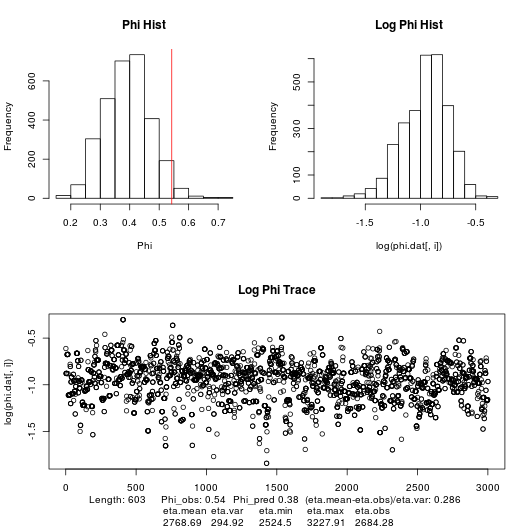 Phi Hist
Log Phi Hist
Frequency
0 200 400 600
0.2 0.3 0.4 0.5 0.6 0.7
Phi
Frequency
0 100 300 500
-1.5 -1.0 -0.5
log(phi.dat[, i])
Log Phi Trace
log(phi.dat[, i])
-1.5 -1.0 -0.5
0 500 1000 1500 2000 2500 3000
Length: 603 Phi_obs: 0.54 Phi_pred 0.38 (eta.mean-eta.obs)/eta.var: 0.286
eta.mean eta.var eta.min eta.max eta.obs
2768.69 294.92 2524.5 3227.91 2684.28